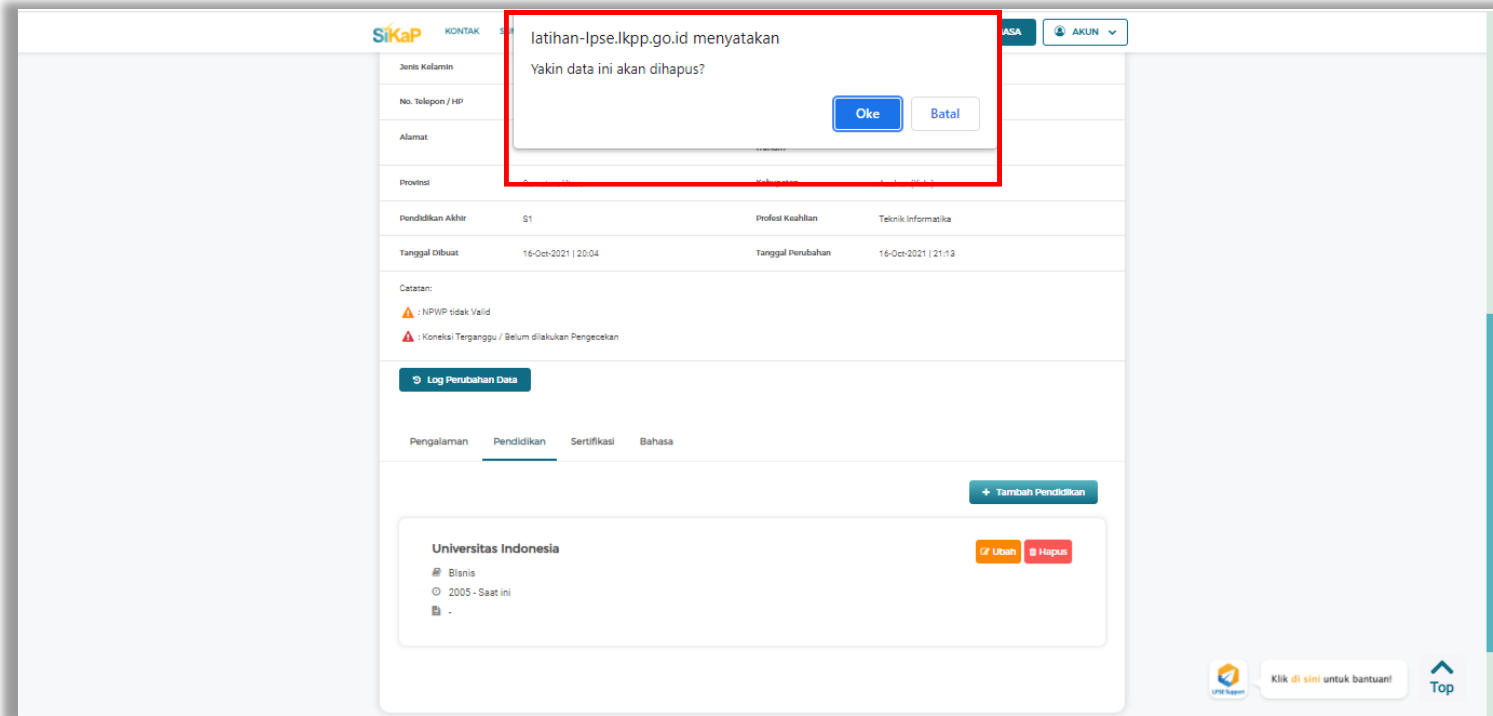 SiKaP KONTAK AKUN
latihan-lpse.lkpp.go.id menyatakan
Yakin data ini akan dihapus?
Oke Batal
Jenis Kelamin
No. Telepon / HP
Alamat
Provinsi
Pendidikan Akhir S1 Profesi Keahlian Teknik Informatika
Tanggal Dibuat 16-Oct-2021 | 20:04 Tanggal Perubahan 16-Oct-2021 | 21:13
Catatan:
: NPWP tidak Valid
: Koneksi Terganggu / Belum dilakukan Pengecekan
Log Perubahan Data
Pengalaman Pendidikan Sertifikasi Bahasa
+ Tambah Pendidikan
Universitas Indonesia
Ubah Hapus
Bisnis
2005 - Saat ini
-
LPSE Support
Klik di sini untuk bantuan!
Top